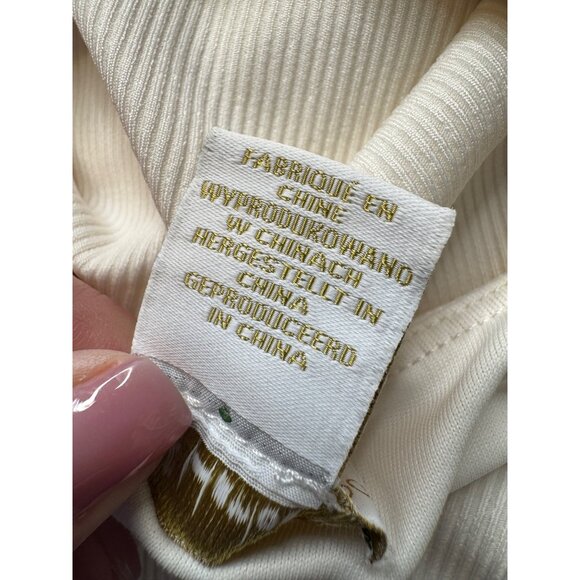 FABRIQUÉ EN
CHINE
WYPRODUKOWANO
W CHINACH
HERGESTELLT IN
CHINA
GEPRODUCEERD
IN CHINA